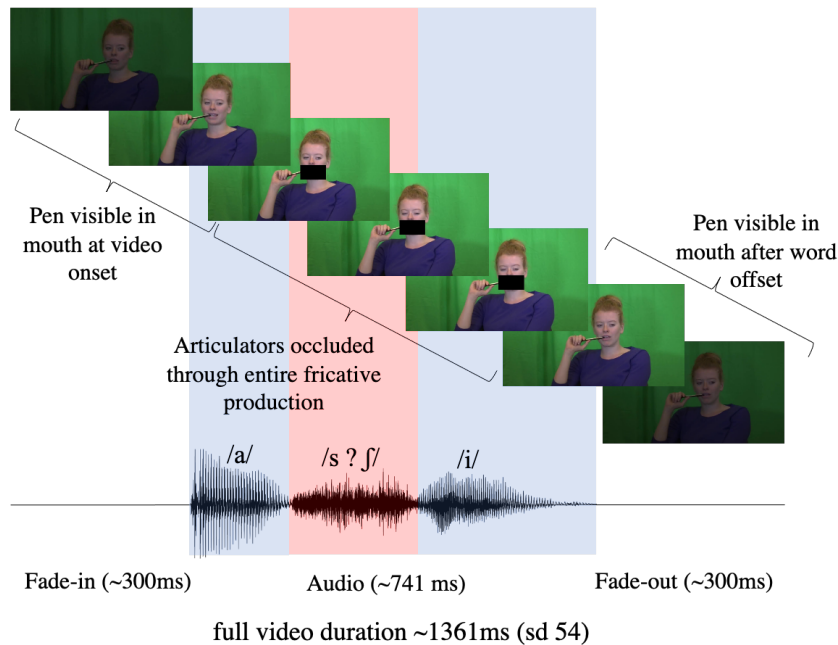 Pen visible in
mouth at video
onset
Pen visible in
mouth after word
offset
Articulators occluded
through entire fricative
production
/a/
/s ? ʃ/
/i/
Fade-in (~300ms)
Audio (~741 ms)
Fade-out (~300ms)
full video duration ~1361ms (sd 54)